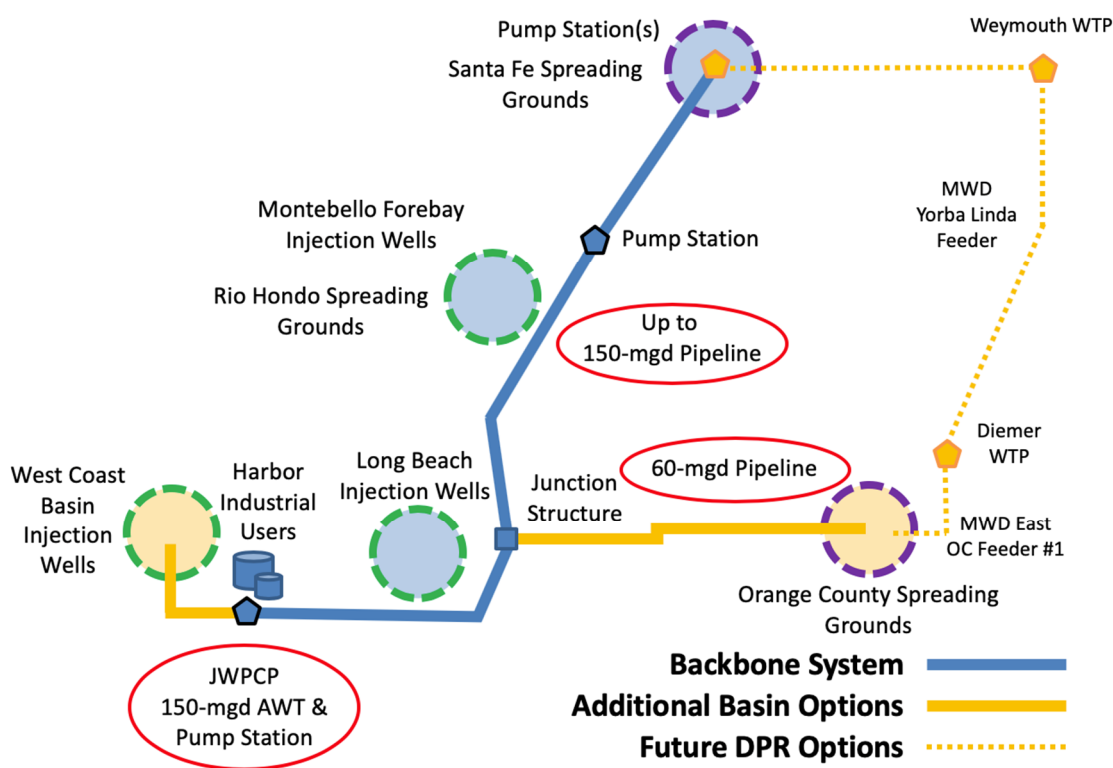 Weymouth WTP
Pump Station(s)
Santa Fe Spreading
Grounds
MWD
Yorba Linda
Feeder
Montebello Forebay
Injection Wells
Pump Station
Rio Hondo Spreading
Grounds
Up to
150-mgd Pipeline
Diemer
WTP
60-mgd Pipeline
West Coast
Basin
Injection
Wells
Harbor
Industrial
Users
Long Beach
Injection Wells
Junction
Structure
MWD East
OC Feeder #1
Orange County Spreading
Grounds
JWPCP
150-mgd AWT &
Pump Station
Backbone System
Additional Basin Options
Future DPR Options